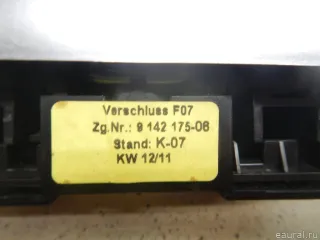 Verschluss F07
Zg.Nr.: 9 142 175-06
Stand: K-07
KW 12/11
© eaural.ru